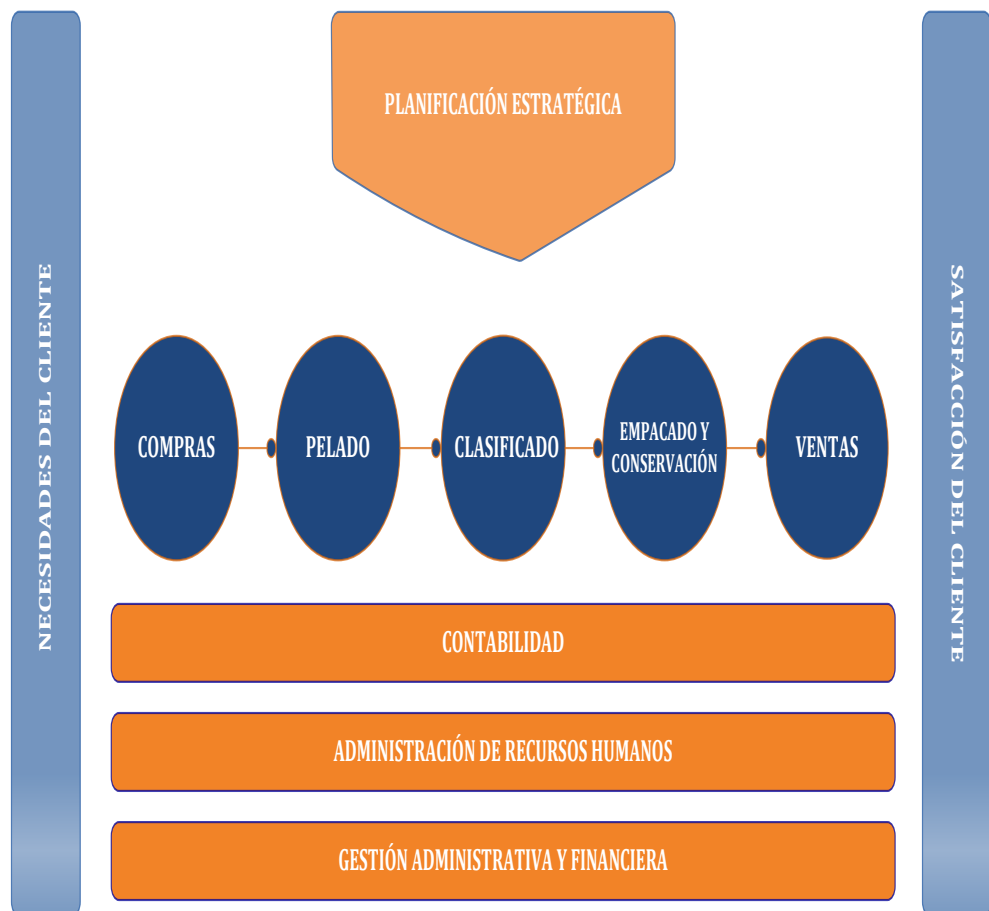 PLANIFICACIÓN ESTRATÉGICA
NECESIDADES DEL CLIENTE
COMPRAS
PELADO
CLASIFICADO
EMPACADO Y
CONSERVACIÓN
VENTAS
SATISFACCIÓN DEL CLIENTE
CONTABILIDAD
ADMINISTRACIÓN DE RECURSOS HUMANOS
GESTIÓN ADMINISTRATIVA Y FINANCIERA